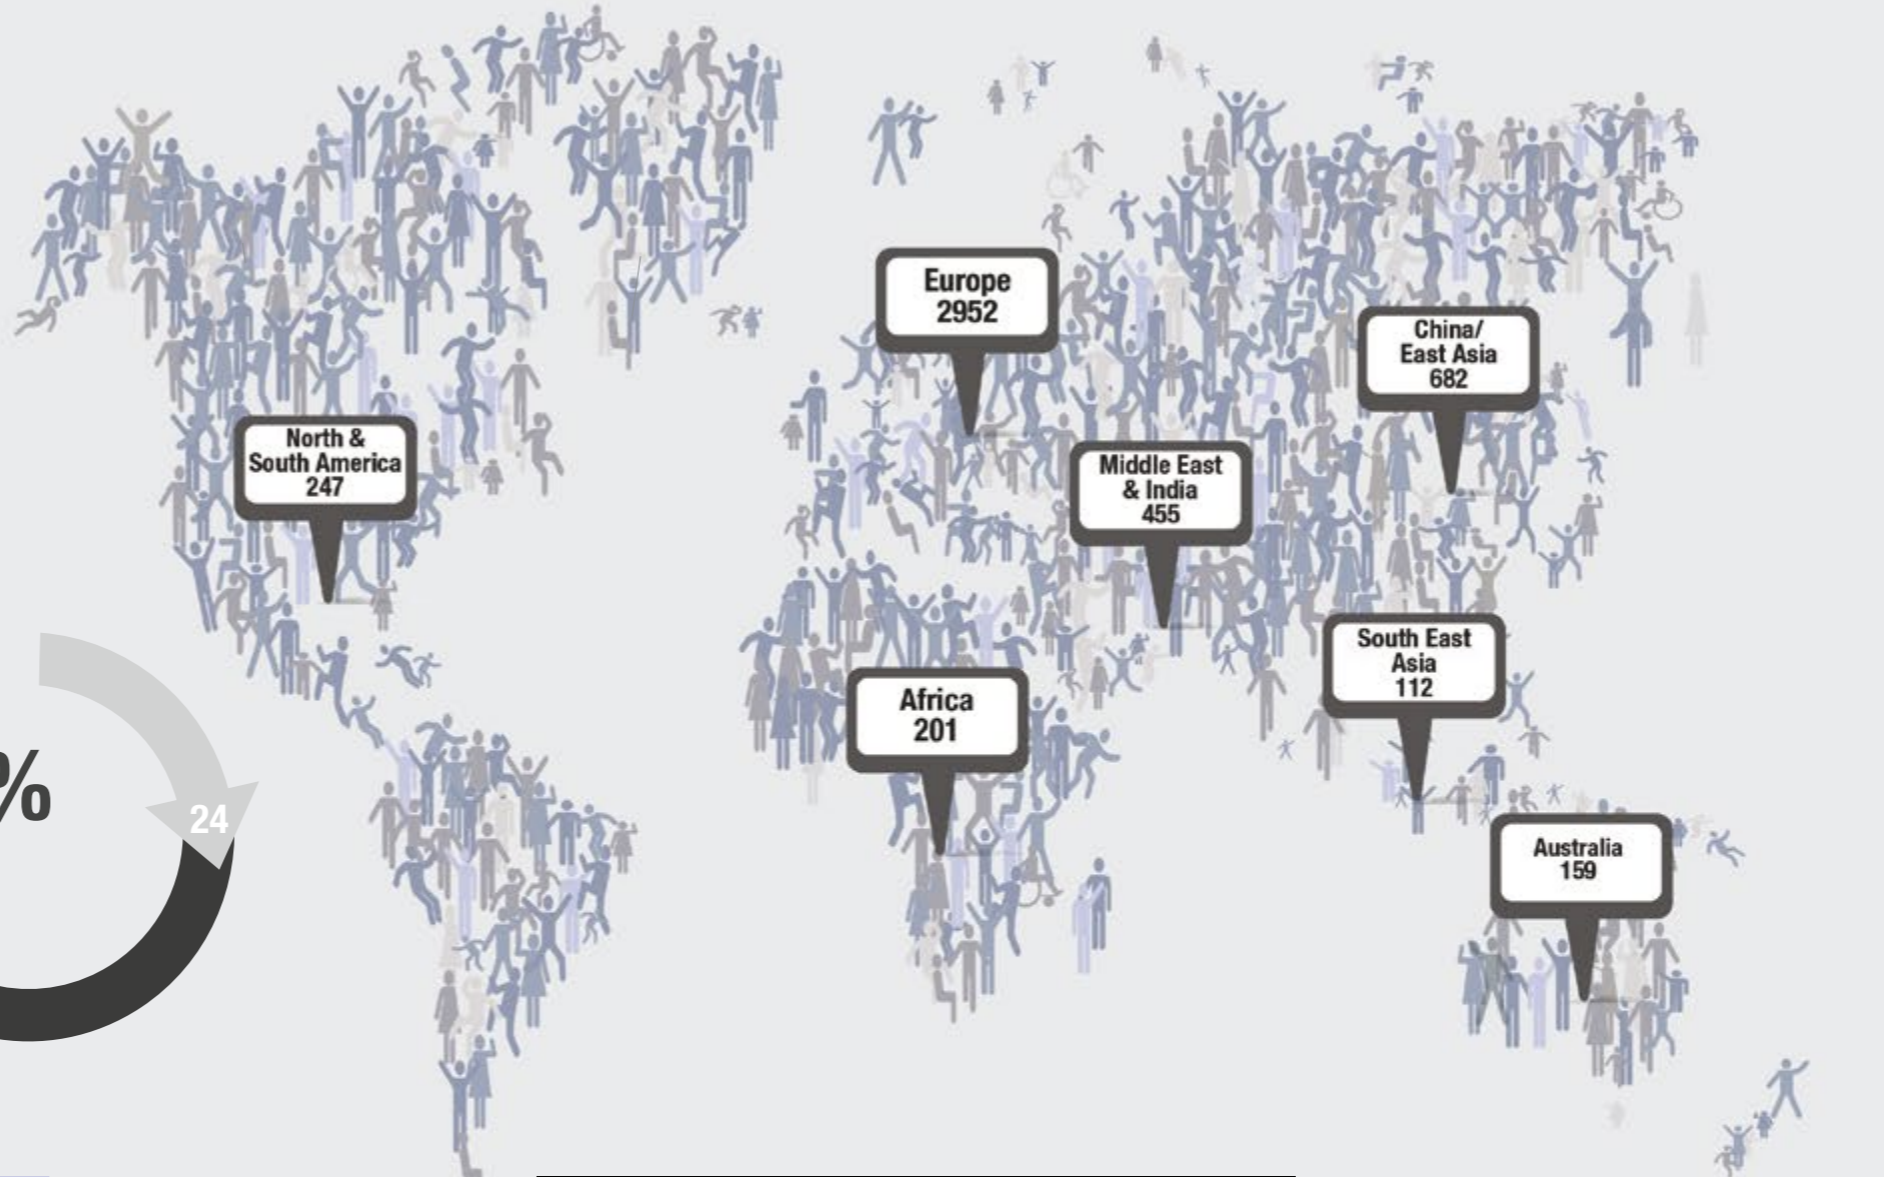 Europe
2952
China/
East Asia
682
North &
South America
247
Middle East
& India
455
South East
Asia
112
Africa
201
%
24
Australia
159